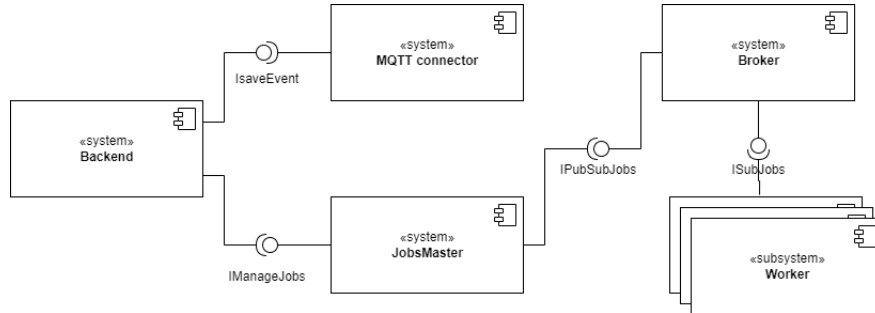 «system»
MQTT connector
«system»
Broker
IsaveEvent
«system»
Backend
IPubSubJobs
ISubJobs
«system»
JobsMaster
IManageJobs
«subsystem»
Worker